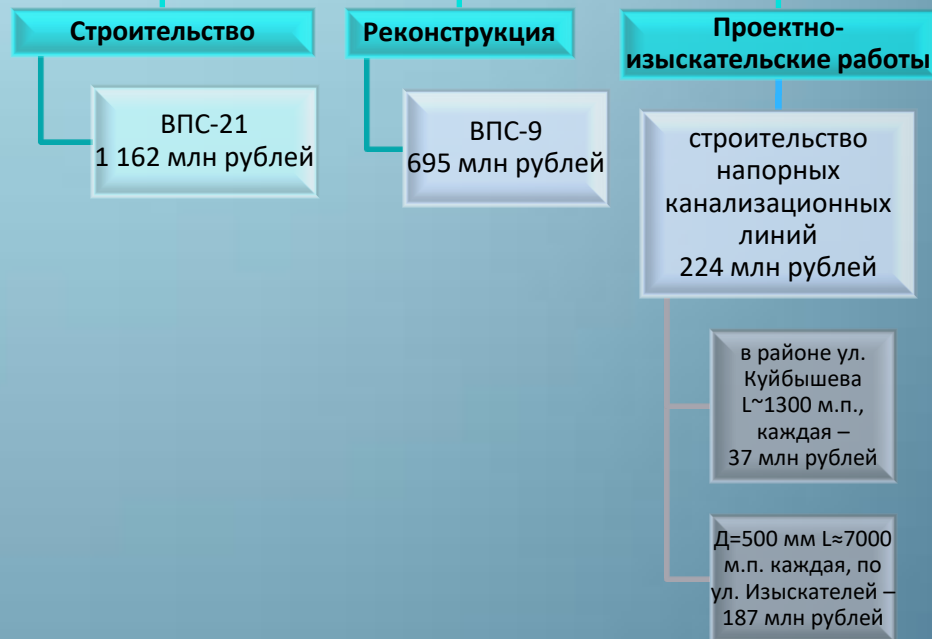 Строительство
ВПС-21
1 162 млн рублей
Реконструкция
ВПС-9
695 млн рублей
Проектно-
изыскательские работы
строительство
напорных
канализационных
линий
224 млн рублей
в районе ул.
Куйбышева
L~1300 м.п.,
каждая –
37 млн рублей
Д=500 мм L≈7000
м.п. каждая, по
ул. Изыскателей –
187 млн рублей